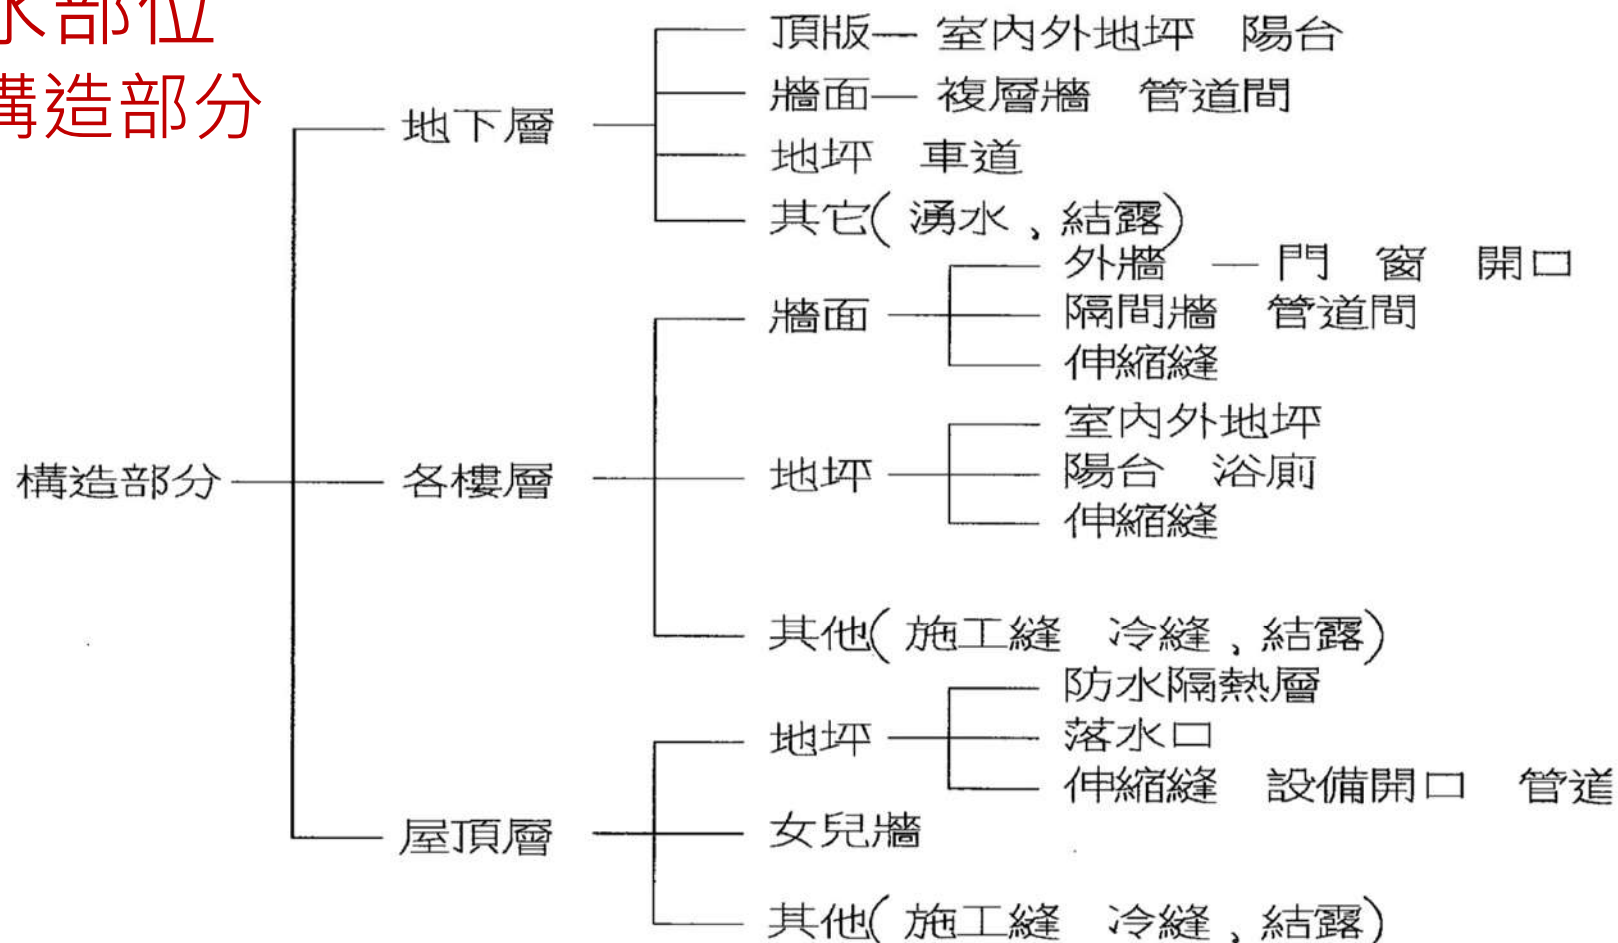 水部位
構造部分
頂版— 室內外地坪 陽台
牆面— 複層牆 管道間
地下層
地坪 車道
其它( 湧水、結露)
外牆 — 門 窗 開口
牆面
隔間牆 管道間
伸縮縫
室內外地坪
構造部分
各樓層
地坪
陽台 浴廁
伸縮縫
其他( 施工縫 冷縫、結露)
防水隔熱層
地坪
落水口
伸縮縫 設備開口 管道
屋頂層
女兒牆
其他( 施工縫 冷縫、結露)